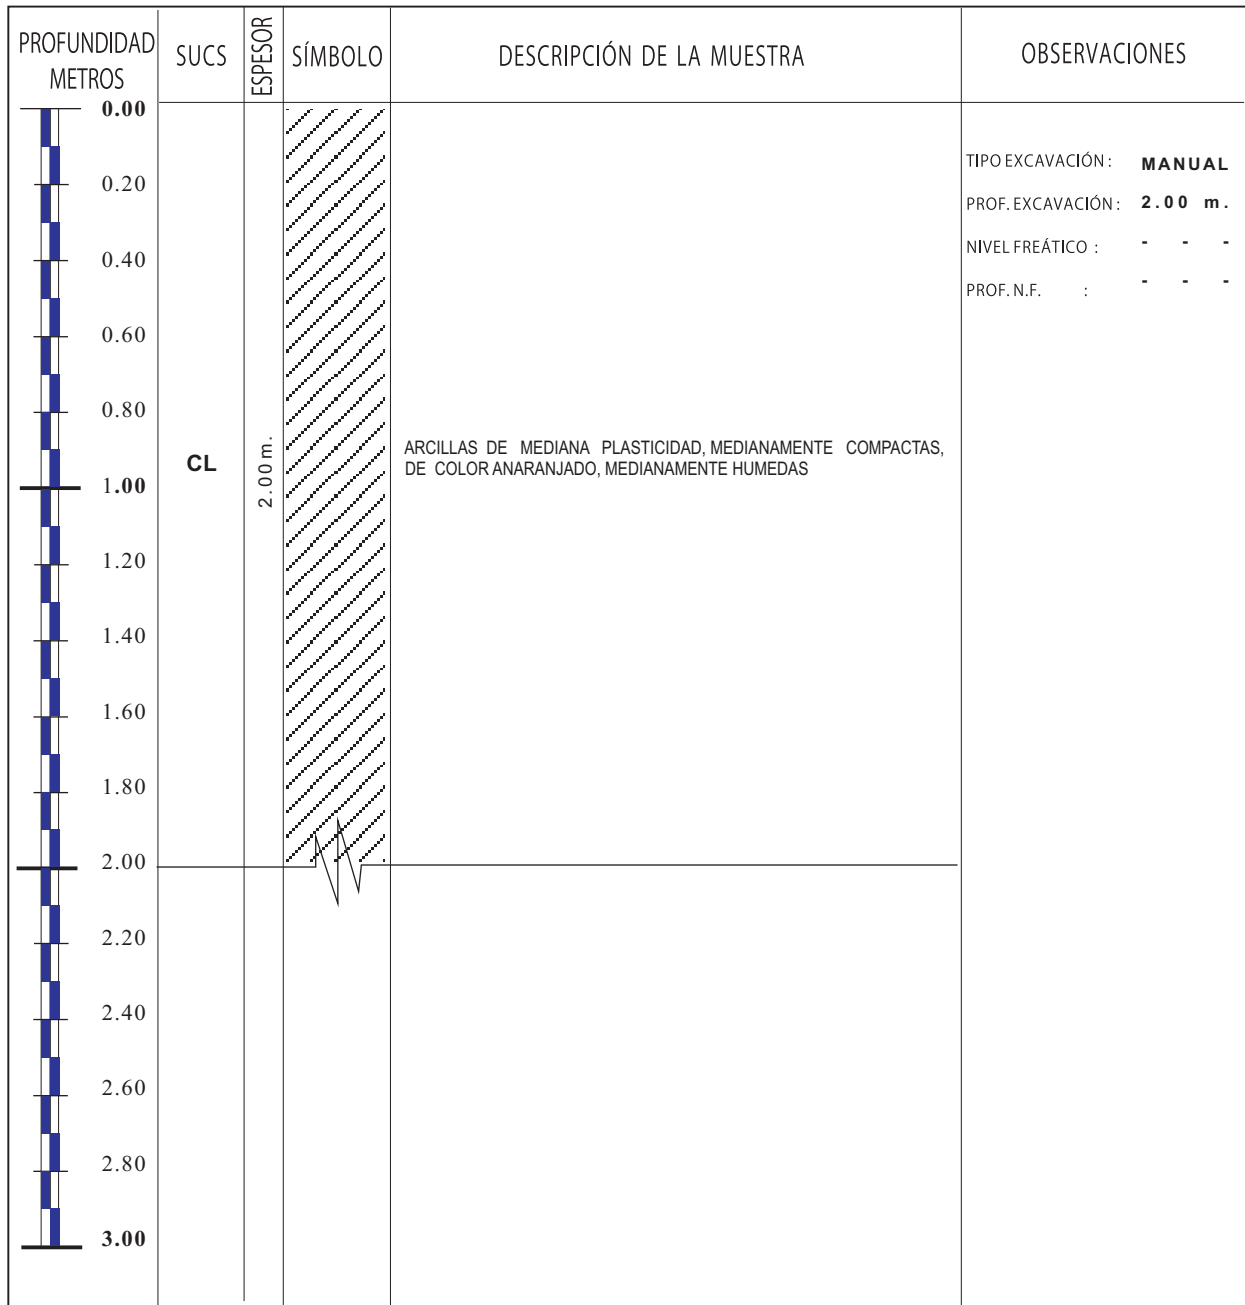 PROFUNDIDAD
METROS
SUCS
ESPESOR
SÍMBOLO
DESCRIPCIÓN DE LA MUESTRA
OBSERVACIONES
0.00
0.20
0.40
0.60
0.80
1.00
1.20
1.40
1.60
1.80
2.00
2.20
2.40
2.60
2.80
3.00
CL
2.00 m.
ARCILLAS DE MEDIANA PLASTICIDAD, MEDIANAMENTE COMPACTAS,
DE COLOR ANARANJADO, MEDIANAMENTE HUMEDAS
TIPO EXCAVACIÓN : MANUAL
PROF. EXCAVACIÓN : 2.00 m.
NIVEL FREÁTICO : - - -
PROF. N.F. : - - -